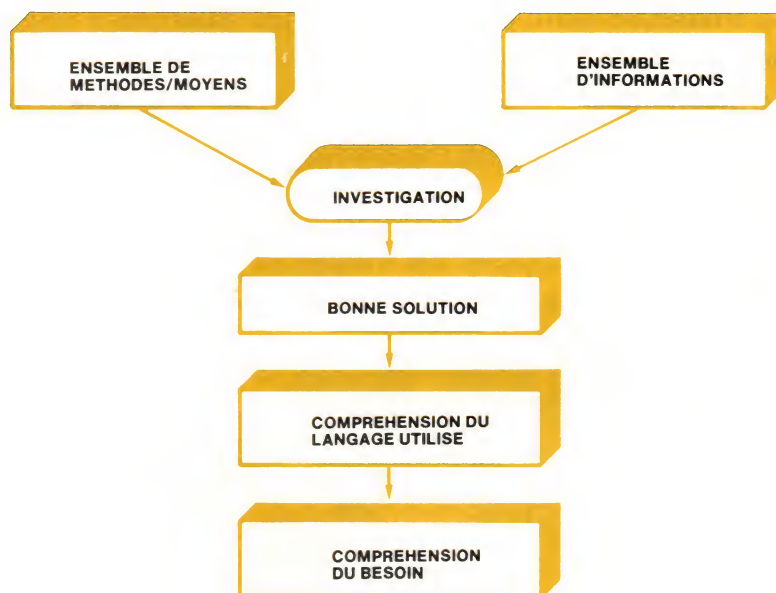 ENSEMBLE DE
METHODES/MOYENS
ENSEMBLE
D'INFORMATIONS
INVESTIGATION
BONNE SOLUTION
COMPREHENSION DU
LANGAGE UTILISE
COMPREHENSION
DU BESOIN